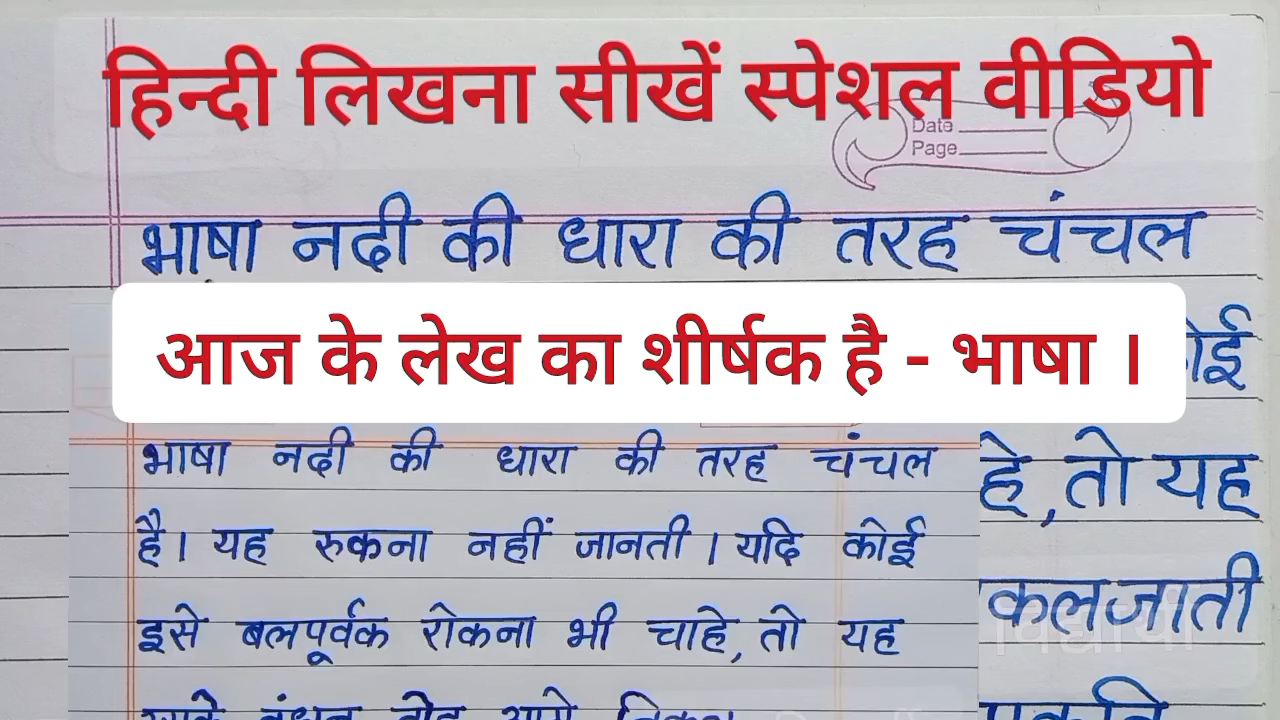 हिन्दी लिखना सीखें स्पेशल वीडियो
Date
Page
भाषा नदी की धारा की तरह चंचल
आज के लेख का शीर्षक है - भाषा ।
भाषा नदी की धारा की तरह चंचल
है। यह रुकना नहीं जानती। यदि कोई
इसे बलपूर्वक रोकना भी चाहे, तो यह
तो यह
विद्यार्थी